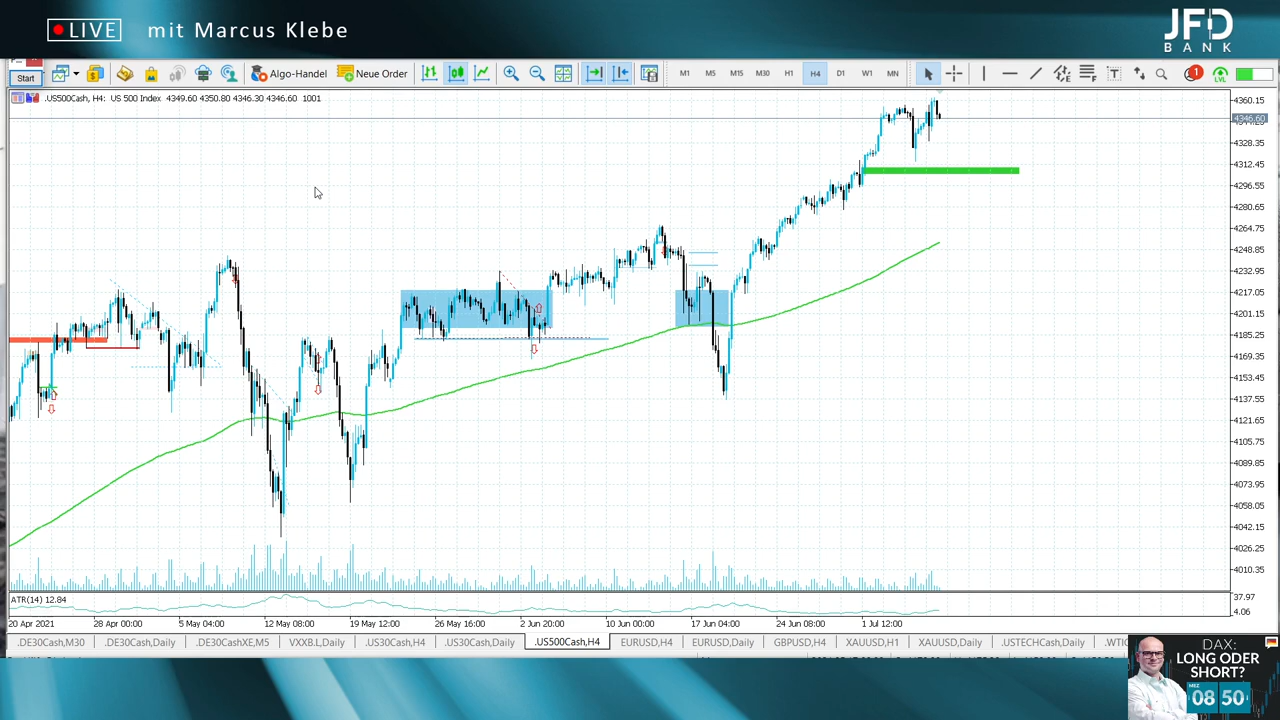 LIVE mit Marcus Klebe
JFD
BANK
Start
Algo-Handel
Neue Order
M1 M5 M15 M30 H1 H4 D1 W1 MN
1
LVL
.US500Cash, H4: US 500 Index 4349.60 4350.80 4346.30 4346.60 1001
4360.15
4346.60
4328.35
4312.45
4296.55
4280.65
4264.75
4248.85
4232.95
4217.05
4201.15
4185.25
4169.35
4153.45
4137.55
4121.65
4105.75
4089.85
4073.95
4058.05
4042.15
4026.25
4010.35
ATR(14) 12.84
37.97
4.06
20 Apr 2021 28 Apr 00:00 5 May 04:00 12 May 08:00 19 May 12:00 26 May 16:00 2 Jun 20:00 10 Jun 00:00 17 Jun 04:00 24 Jun 08:00 1 Jul 12:00
.DE30Cash,M30 .DE30Cash,Daily .DE30CashXE,M5 VXXB.L,Daily .US30Cash,H4 .US30Cash,Daily .US500Cash,H4 EURUSD,H4 EURUSD,Daily GBPUSD,H4 XAUUSD,H1 XAUUSD,Daily .USTECHCash,Daily
DAX:
LONG ODER
SHORT?
MEZ
08 50